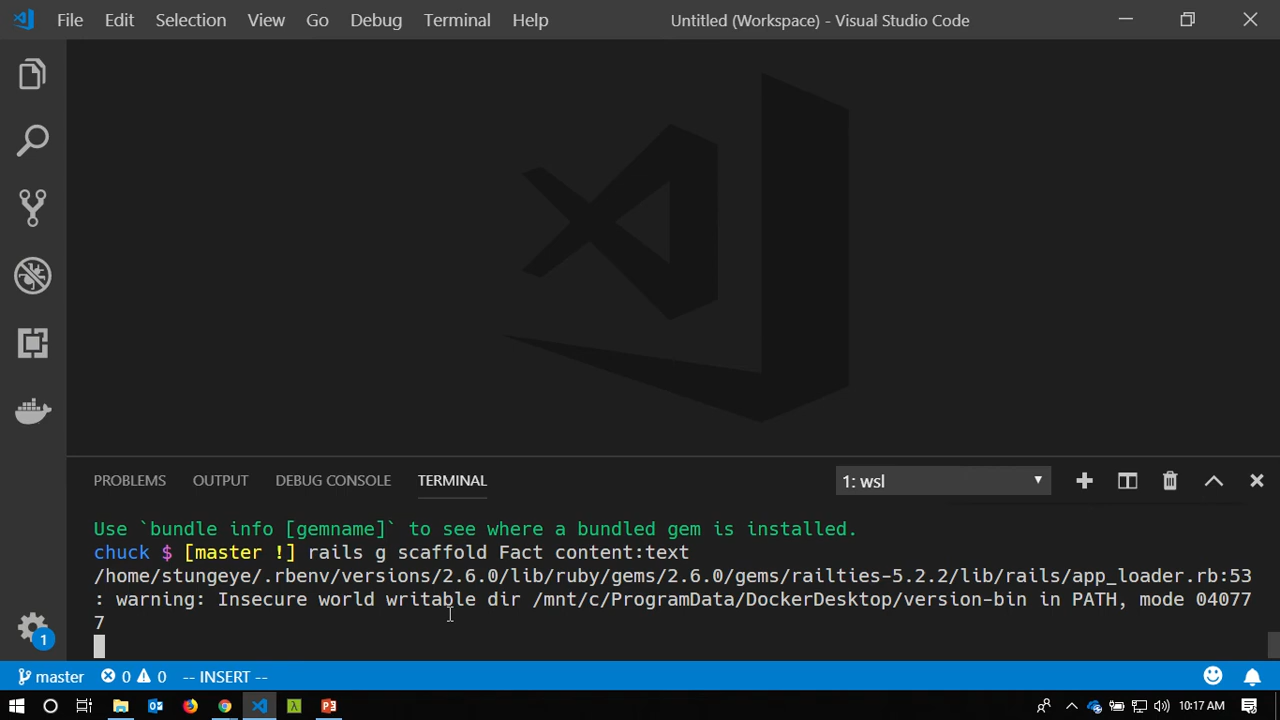 File Edit Selection View Go Debug Terminal Help Untitled (Workspace) - Visual Studio Code
PROBLEMS OUTPUT DEBUG CONSOLE TERMINAL 1: wsl
Use `bundle info [gemname]` to see where a bundled gem is installed.
chuck $ [master !] rails g scaffold Fact content:text
/home/stungeye/.rbenv/versions/2.6.0/lib/ruby/gems/2.6.0/gems/railties-5.2.2/lib/rails/app_loader.rb:53
: warning: Insecure world writable dir /mnt/c/ProgramData/DockerDesktop/version-bin in PATH, mode 04077
7
1
master 0 0 -- INSERT --
10:17 AM